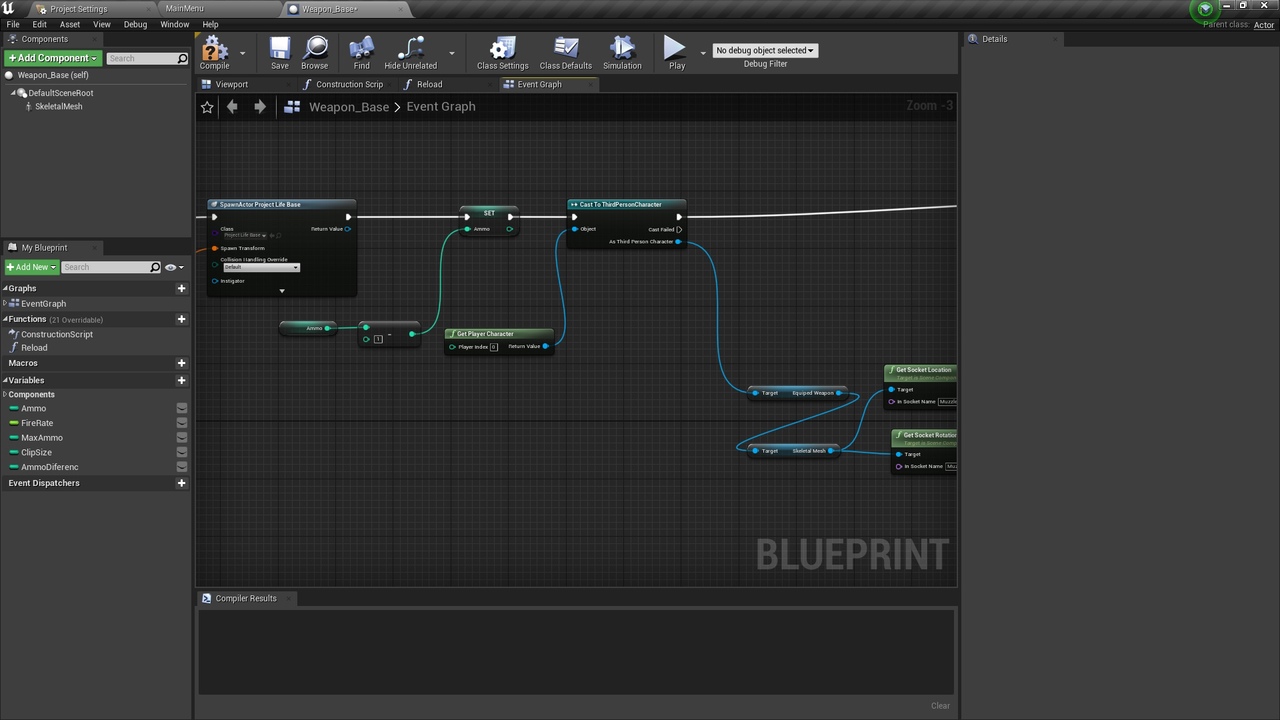 Project Settings
MainMenu
Weapon_Base*
File Edit Asset View Debug Window Help
Parent class: Actor
Components
+ Add Component
Search
Weapon_Base (self)
DefaultSceneRoot
SkeletalMesh
Compile
Save
Browse
Find
Hide Unrelated
Class Settings
Class Defaults
Simulation
Play
No debug object selected
Debug Filter
Details
Viewport
Construction Scrip
Reload
Event Graph
Weapon_Base > Event Graph
Zoom -3
SpawnActor Project Life Base
Class
Project Life Base
Return Value
Spawn Transform
Collision Handling Override
Default
Instigator
SET
Ammo
Cast To ThirdPersonCharacter
Object
Cast Failed
As Third Person Character
Ammo
1
-
Get Player Character
Player Index 0
Return Value
Target Equiped Weapon
Target Skeletal Mesh
Get Socket Location
Target is Scene Compo
Target
In Socket Name Muzzl
Get Socket Rotation
Target is Scene Compo
Target
In Socket Name Mu
BLUEPRINT
My Blueprint
+ Add New
Search
Graphs
EventGraph
Functions (21 Overridable)
ConstructionScript
Reload
Macros
Variables
Components
Ammo
FireRate
MaxAmmo
ClipSize
AmmoDiferenc
Event Dispatchers
Compiler Results
Clear